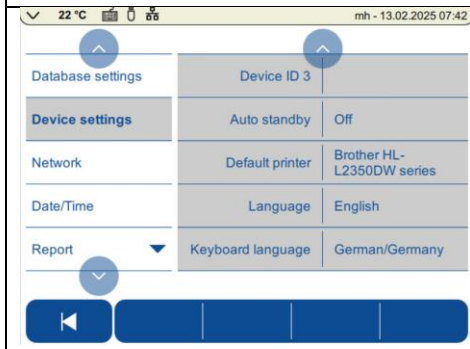 22 °C
mh - 13.02.2025 07:42
Database settings
Device ID 3
Device settings
Auto standby
Off
Network
Default printer
Brother HL-
L2350DW series
Date/Time
Language
English
Report
Keyboard language
German/Germany